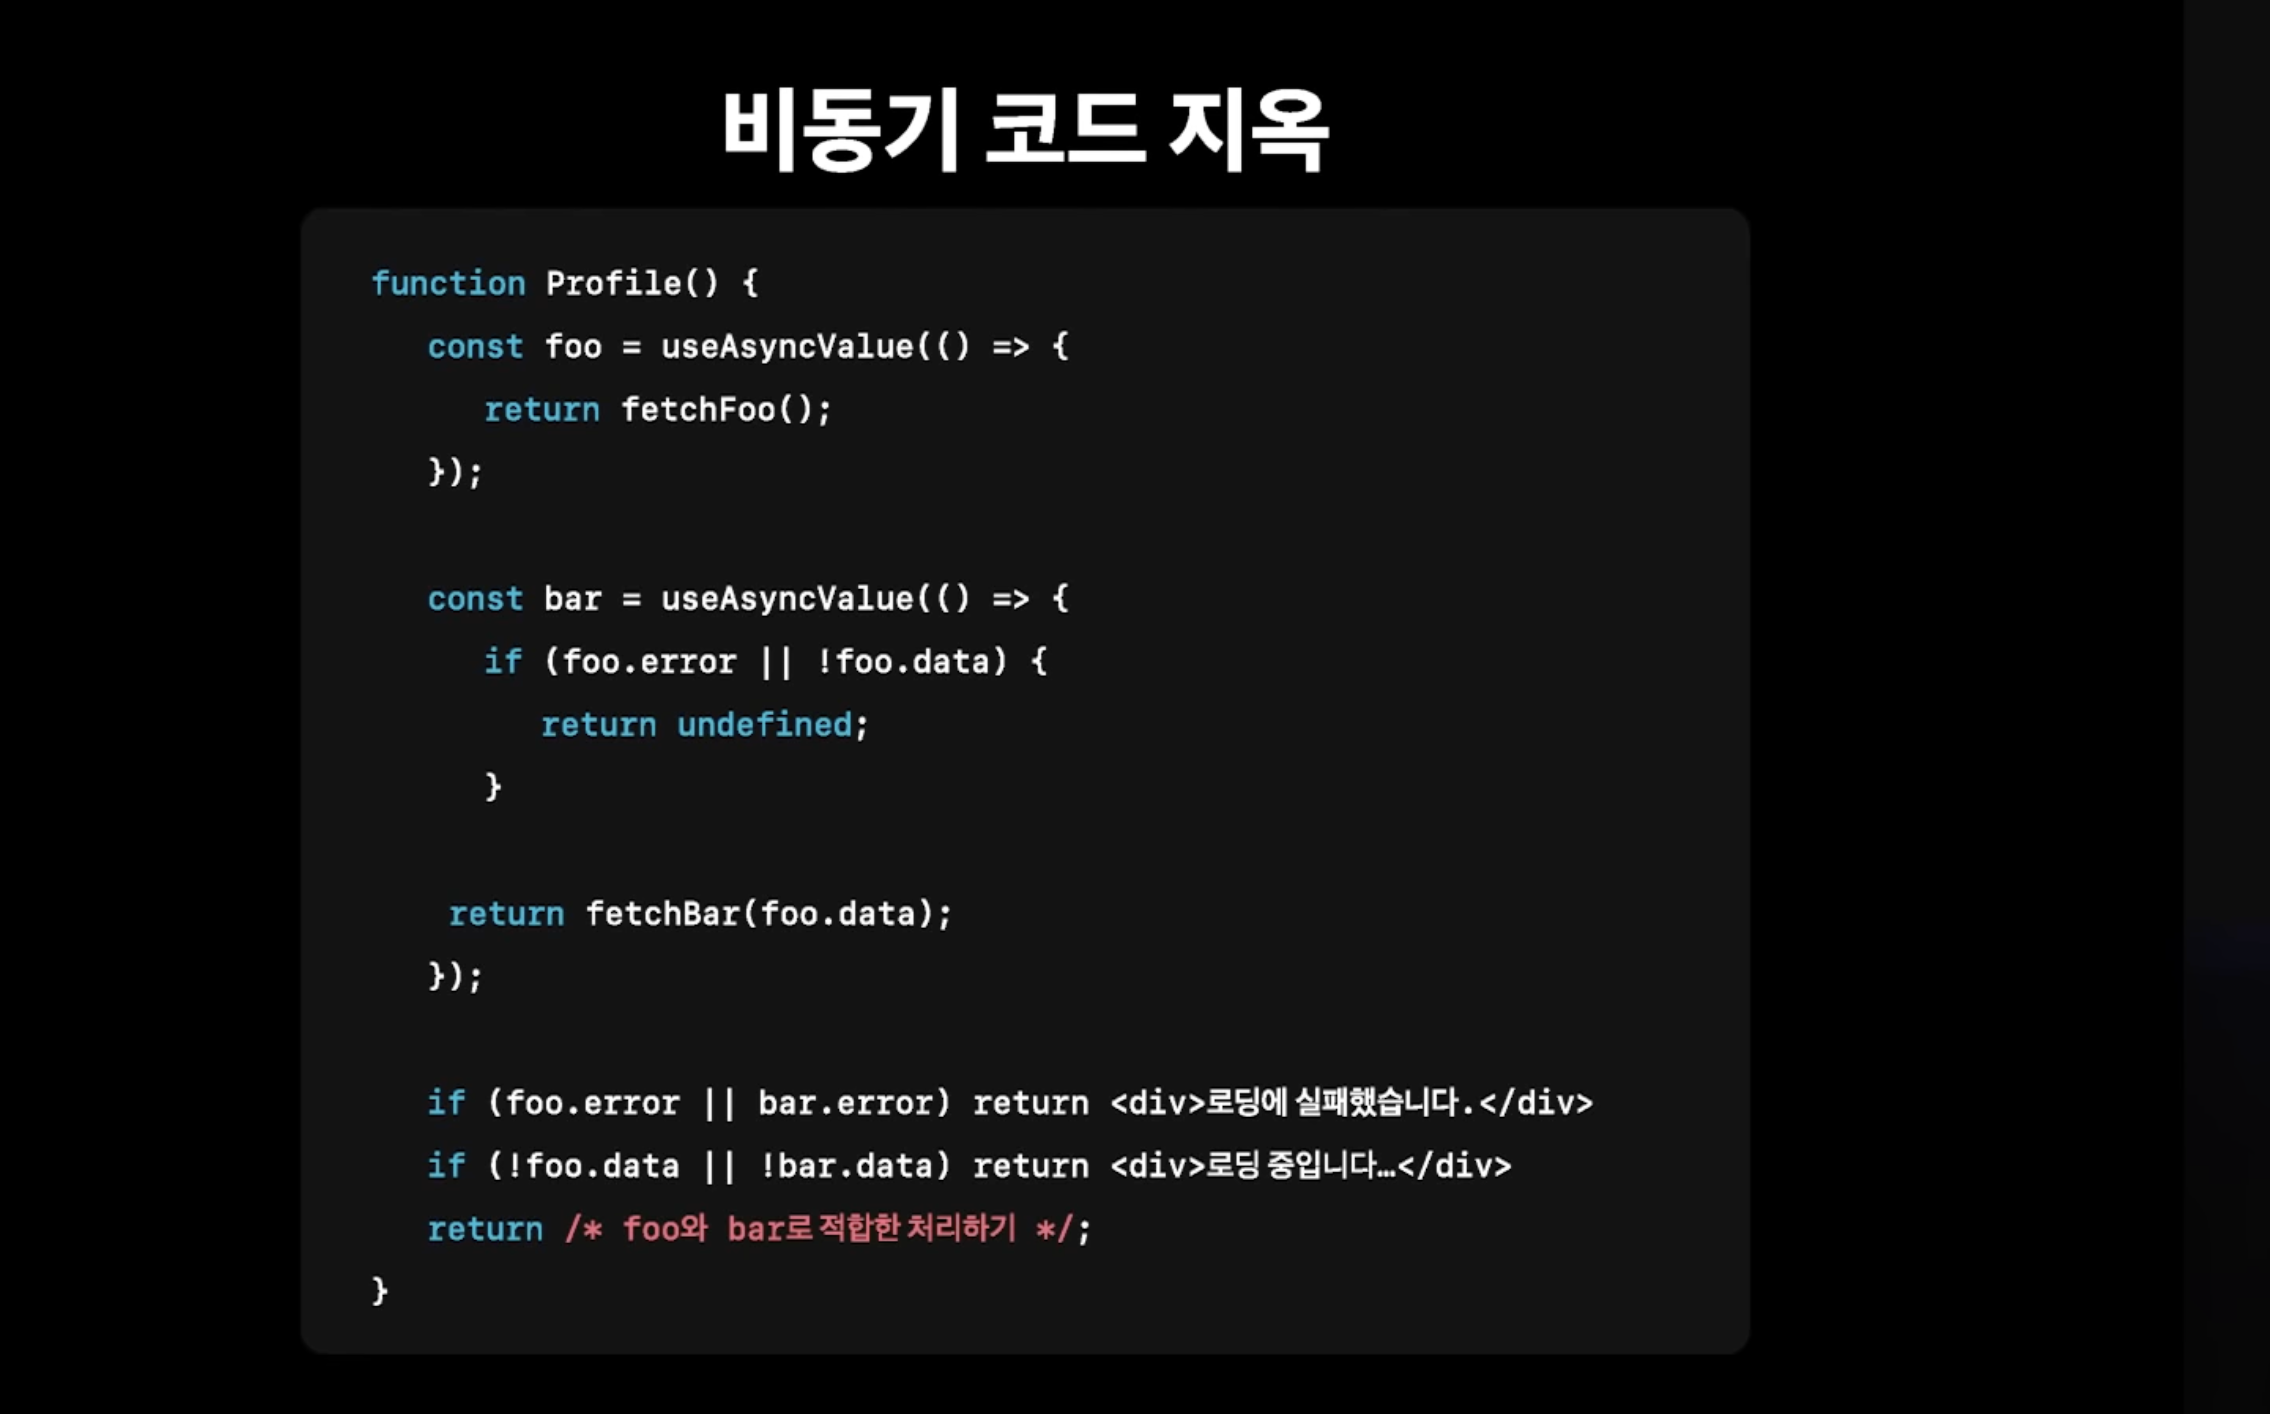 비동기 코드 지옥
function Profile() {
const foo = useAsyncValue(() => {
return fetchFoo();
});
const bar = useAsyncValue(() => {
if (foo.error || !foo.data) {
return undefined;
}
return fetchBar(foo.data);
});
if (foo.error || bar.error) return <div>로딩에 실패했습니다.</div>
if (!foo.data || !bar.data) return <div>로딩 중입니다…</div>
return /* foo와 bar로 적합한 처리하기 */;
}